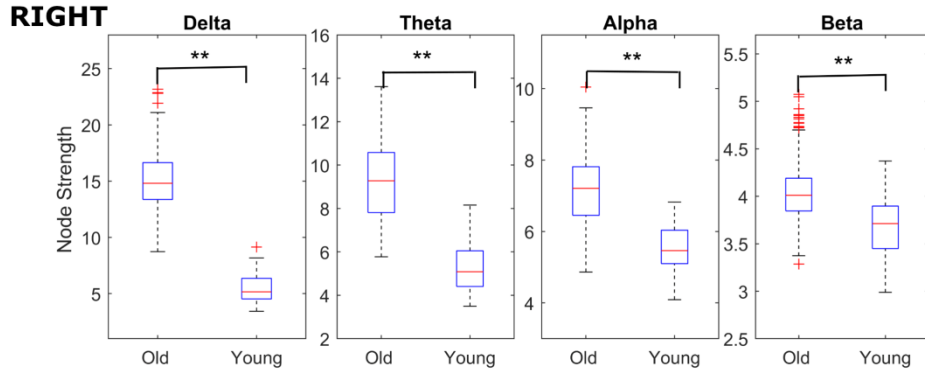 RIGHT
Delta
Theta
Alpha
Beta
Node Strength
25
20
15
10
5
**
Old
Young
16
14
12
10
8
6
4
2
**
Old
Young
10
8
6
4
**
Old
Young
5.5
5
4.5
4
3.5
3
2.5
**
Old
Young